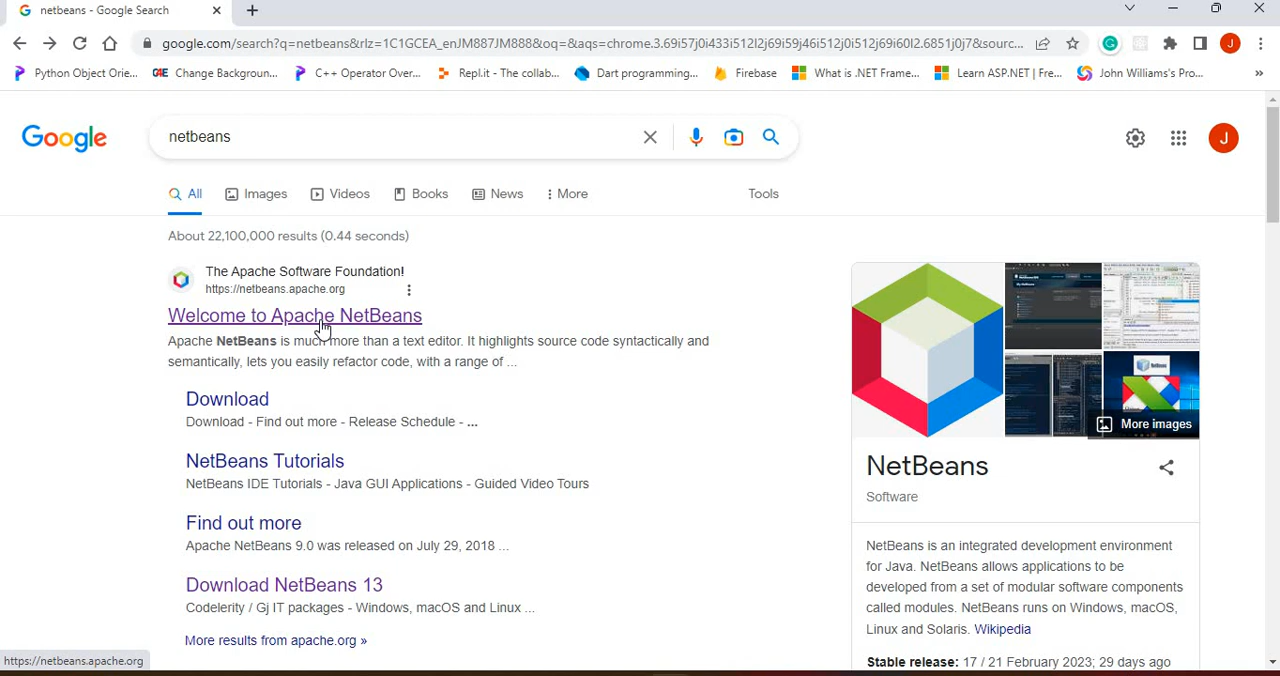 netbeans - Google Search
google.com/search?q=netbeans&rlz=1C1GCEA_enJM887JM888&oq=&aqs=chrome.3.69i57j0i433i512l2j69i59j46i512j0i512j69i60l2.6851j0j7&sourc...
J
Python Object Orie... Change Backgroun... C++ Operator Over... Repl.it - The collab... Dart programming... Firebase What is .NET Frame... Learn ASP.NET | Fre... John Williams's Pro... »
Google
netbeans
J
All Images Videos Books News More Tools
About 22,100,000 results (0.44 seconds)
The Apache Software Foundation!
https://netbeans.apache.org
Welcome to Apache NetBeans
Apache NetBeans is much more than a text editor. It highlights source code syntactically and
semantically, lets you easily refactor code, with a range of ...
Download
Download - Find out more - Release Schedule - ...
NetBeans Tutorials
NetBeans IDE Tutorials - Java GUI Applications - Guided Video Tours
Find out more
Apache NetBeans 9.0 was released on July 29, 2018 ...
Download NetBeans 13
Codelerity / Gj IT packages - Windows, macOS and Linux ...
More results from apache.org »
More images
NetBeans
Software
NetBeans is an integrated development environment
for Java. NetBeans allows applications to be
developed from a set of modular software components
called modules. NetBeans runs on Windows, macOS,
Linux and Solaris. Wikipedia
Stable release: 17 / 21 February 2023; 29 days ago
https://netbeans.apache.org